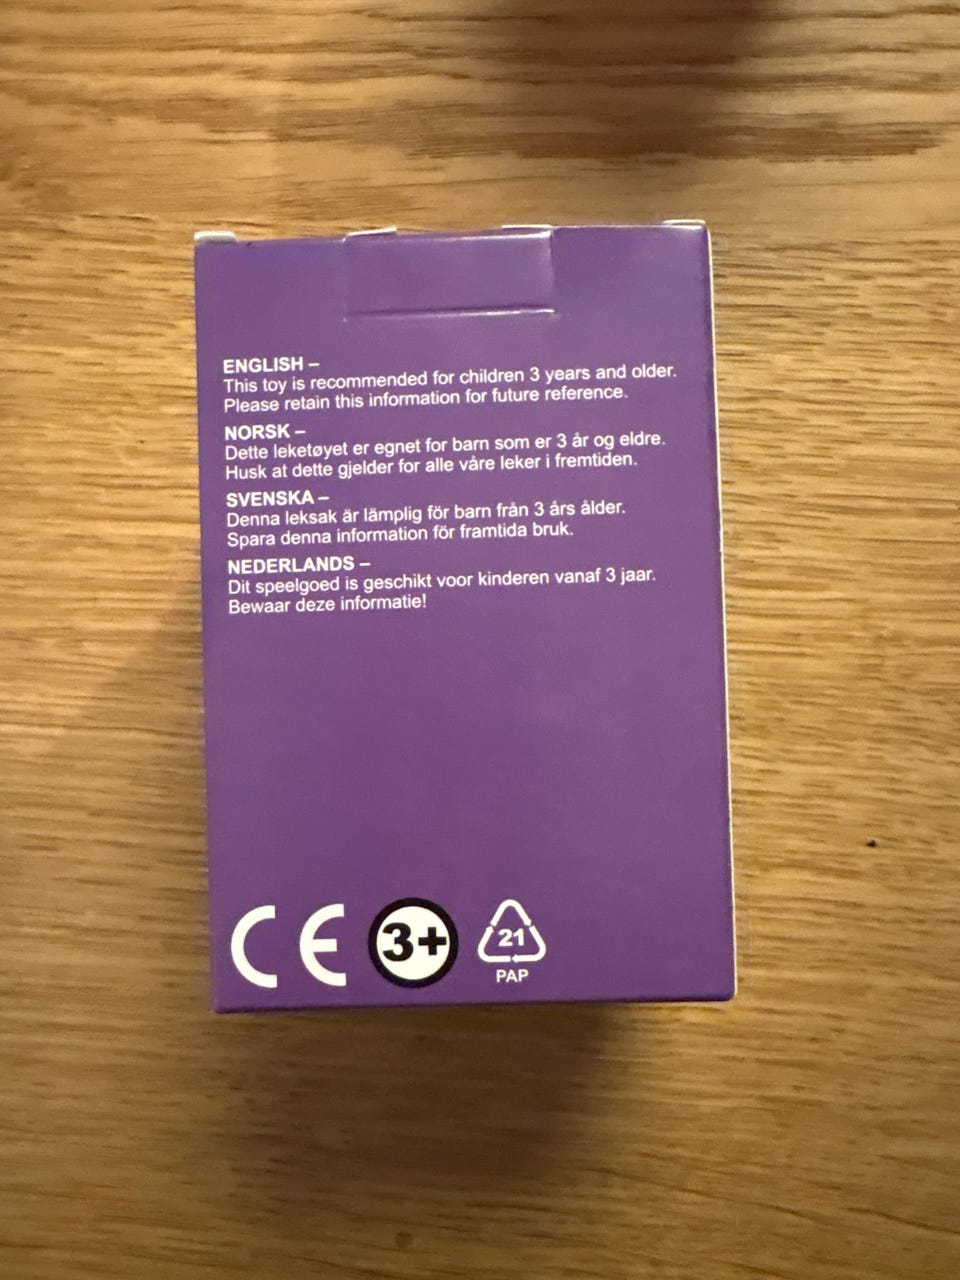 ENGLISH –
This toy is recommended for children 3 years and older.
Please retain this information for future reference.
NORSK –
Dette leketøyet er egnet for barn som er 3 år og eldre.
Husk at dette gjelder for alle våre leker i fremtiden.
SVENSKA –
Denna leksak är lämplig för barn från 3 års ålder.
Spara denna information för framtida bruk.
NEDERLANDS –
Dit speelgoed is geschikt voor kinderen vanaf 3 jaar.
Bewaar deze informatie!
CE 3+ 21
PAP